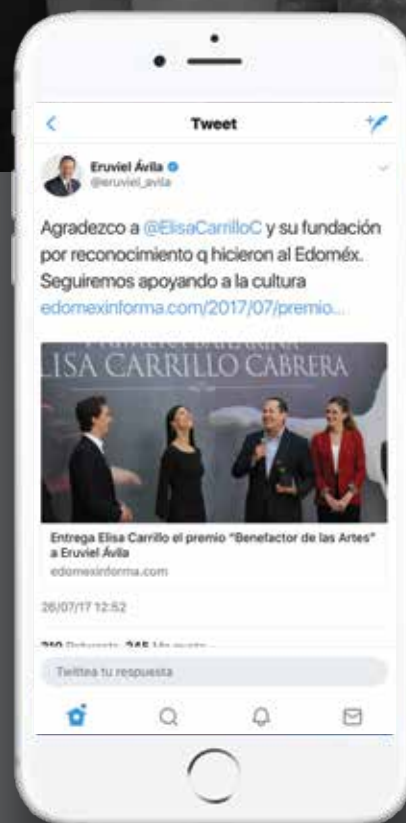 Tweet
Eruviel Ávila
@eruviel_avila
Agradezco a @ElisaCarrilloC y su fundación
por reconocimiento q hicieron al Edoméx.
Seguiremos apoyando a la cultura
edomexinforma.com/2017/07/premio...
LISA CARRILLO CABRERA
Entrega Elisa Carrillo el premio "Benefactor de las Artes"
a Eruviel Ávila
edomexinforma.com
26/07/17 12:52
Twittea tu respuesta